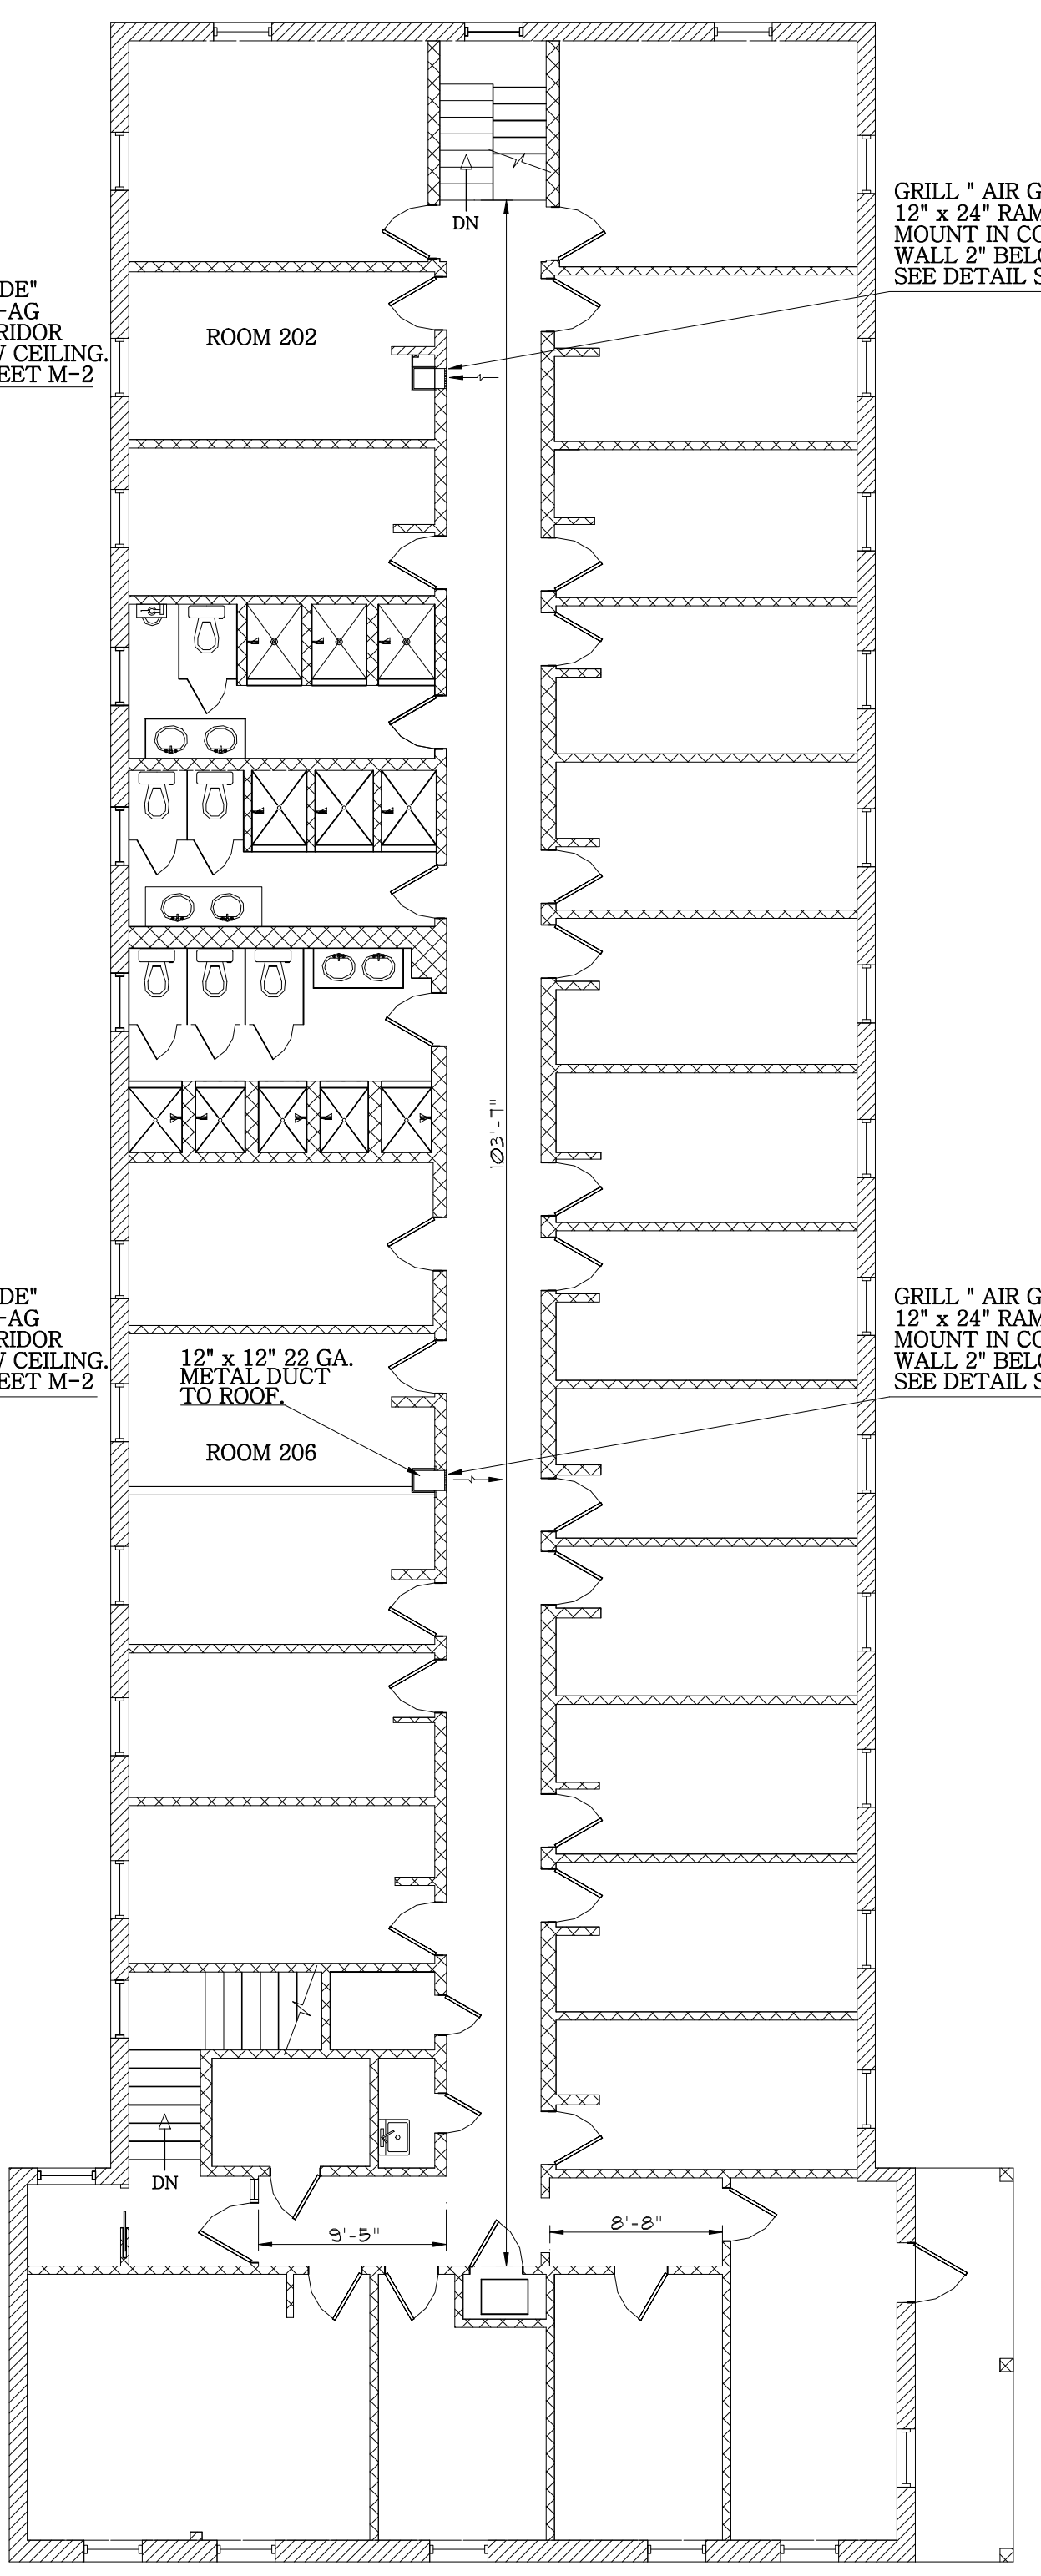 DN
GRILL " AIR G
12" x 24" RAM
MOUNT IN CO
WALL 2" BELO
SEE DETAIL S
DE"
-AG
RIDOR
CEILING.
EET M-2
ROOM 202
103'-7"
DE"
-AG
RIDOR
CEILING.
EET M-2
12" x 12" 22 GA.
METAL DUCT
TO ROOF.
GRILL " AIR G
12" x 24" RAM
MOUNT IN CO
WALL 2" BELO
SEE DETAIL S
ROOM 206
DN
9'-5"
8'-8"